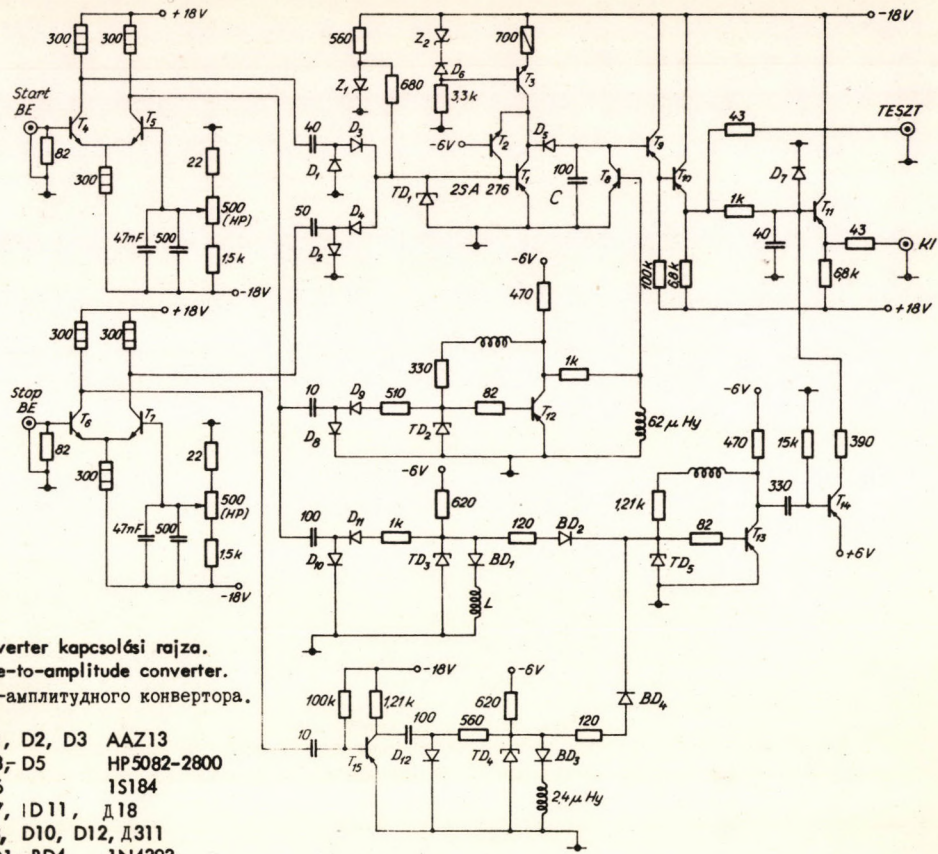 +18V
-18V
300
300
560
Z₂
700
Z₁
D₆
T₃
680
3,3k
Start
BE
T₄
T₅
40
D₃
T₂
D₅
T₉
43
TESZT
82
300
22
-6V
D₁
T₁
100
T₈
T₁₀
D₇
500
(HP)
50
D₄
TD₁
2SA 276
C
1k
T₁₁
47nF
500
1,5k
D₂
40
43
KI
100k
6,8k
6,8k
-18V
-6V
+18V
+18V
470
300
300
330
1k
Stop
BE
T₆
T₇
10
D₉
510
82
T₁₂
-6V
82
300
22
D₈
TD₂
62 μHy
470
15k
390
500
(HP)
-6V
620
1,21k
330
T₁₄
47nF
500
1,5k
100
D₁₁
1k
120
BD₂
82
T₁₃
+6V
-18V
D₁₀
TD₃
BD₁
TD₅
L
verter kapcsolási rajza.
e-to-amplitude converter.
-амплитудного конвертора.
-18V
-6V
100k
1,21k
620
BD₄
10
100
560
120
T₁₅
D₁₂
TD₄
BD₃
2,4 μHy
, D2, D3 AAZ13
- D5 HP5082-2800
1S184
, D11, Д18
, D10, D12, Д311